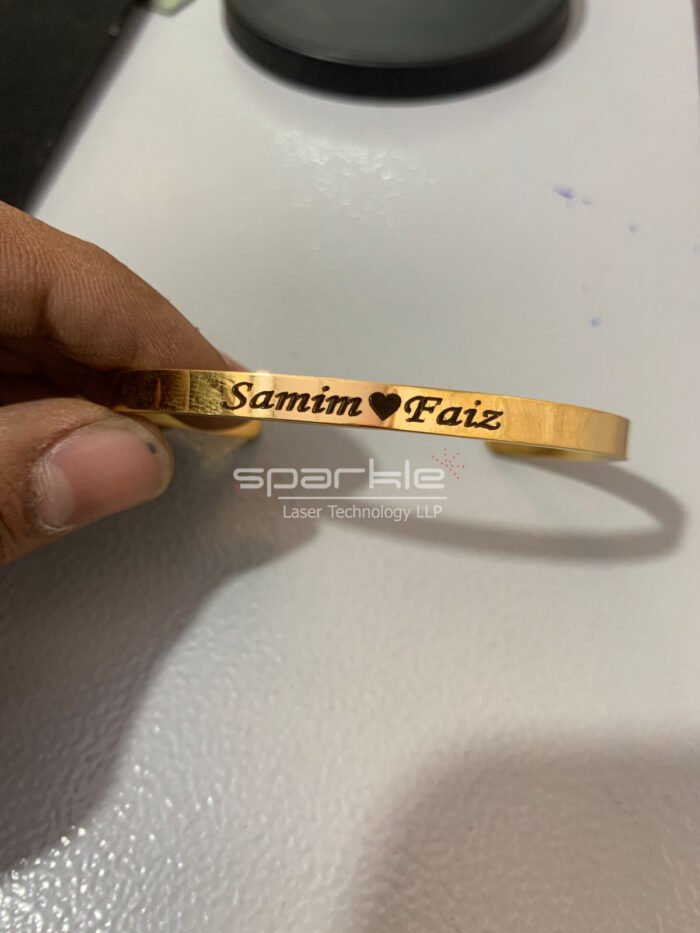 Samim ♥ Faiz
sparkle
Laser Technology LLP